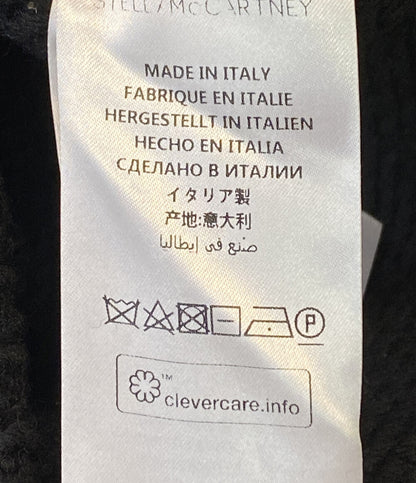 STELLA McCARTNEY
MADE IN ITALY
FABRIQUE EN ITALIE
HERGESTELLT IN ITALIEN
HECHO EN ITALIA
СДЕЛАНО В ИТАЛИИ
イタリア製
产地:意大利
صنع في إيطاليا
P
TM
clevercare.info